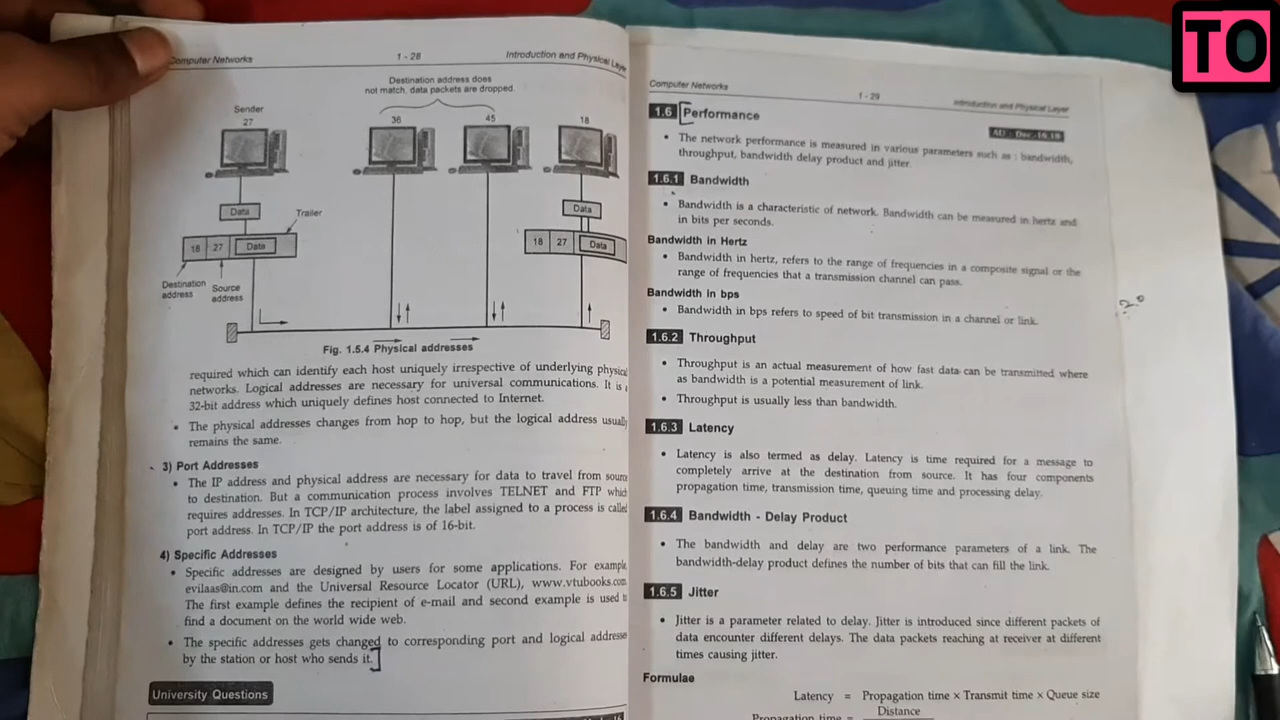 TO
Computer Networks
1 - 28
Introduction and Physical Layer
Destination address does
not match, data packets are dropped.
Sender
27
36
45
18
Data
Trailer
Data
18 27 Data
18 27 Data
Destination
address
Source
address
Fig. 1.5.4 Physical addresses
required which can identify each host uniquely irrespective of underlying physical
networks. Logical addresses are necessary for universal communications. It is a
32-bit address which uniquely defines host connected to Internet.
• The physical addresses changes from hop to hop, but the logical address usually
remains the same.
3) Port Addresses
• The IP address and physical address are necessary for data to travel from source
to destination. But a communication process involves TELNET and FTP which
requires addresses. In TCP/IP architecture, the label assigned to a process is called
port address. In TCP/IP the port address is of 16-bit.
4) Specific Addresses
• Specific addresses are designed by users for some applications. For example,
evilaas@in.com and the Universal Resource Locator (URL), www.vtubooks.com
The first example defines the recipient of e-mail and second example is used to
find a document on the world wide web.
• The specific addresses gets changed to corresponding port and logical addresses
by the station or host who sends it.
University Questions
Computer Networks
1 - 29
Introduction and Physical Layer
1.6 Performance
AU : Dec.-16,18
• The network performance is measured in various parameters such as : bandwidth,
throughput, bandwidth delay product and jitter.
1.6.1 Bandwidth
• Bandwidth is a characteristic of network. Bandwidth can be measured in hertz and
in bits per seconds.
Bandwidth in Hertz
• Bandwidth in hertz, refers to the range of frequencies in a composite signal or the
range of frequencies that a transmission channel can pass.
Bandwidth in bps
• Bandwidth in bps refers to speed of bit transmission in a channel or link.
1.6.2 Throughput
• Throughput is an actual measurement of how fast data can be transmitted where
as bandwidth is a potential measurement of link.
• Throughput is usually less than bandwidth.
1.6.3 Latency
• Latency is also termed as delay. Latency is time required for a message to
completely arrive at the destination from source. It has four components
propagation time, transmission time, queuing time and processing delay.
1.6.4 Bandwidth - Delay Product
• The bandwidth and delay are two performance parameters of a link. The
bandwidth-delay product defines the number of bits that can fill the link.
1.6.5 Jitter
• Jitter is a parameter related to delay. Jitter is introduced since different packets of
data encounter different delays. The data packets reaching at receiver at different
times causing jitter.
Formulae
Latency = Propagation time × Transmit time × Queue size
Propagation time = Distance